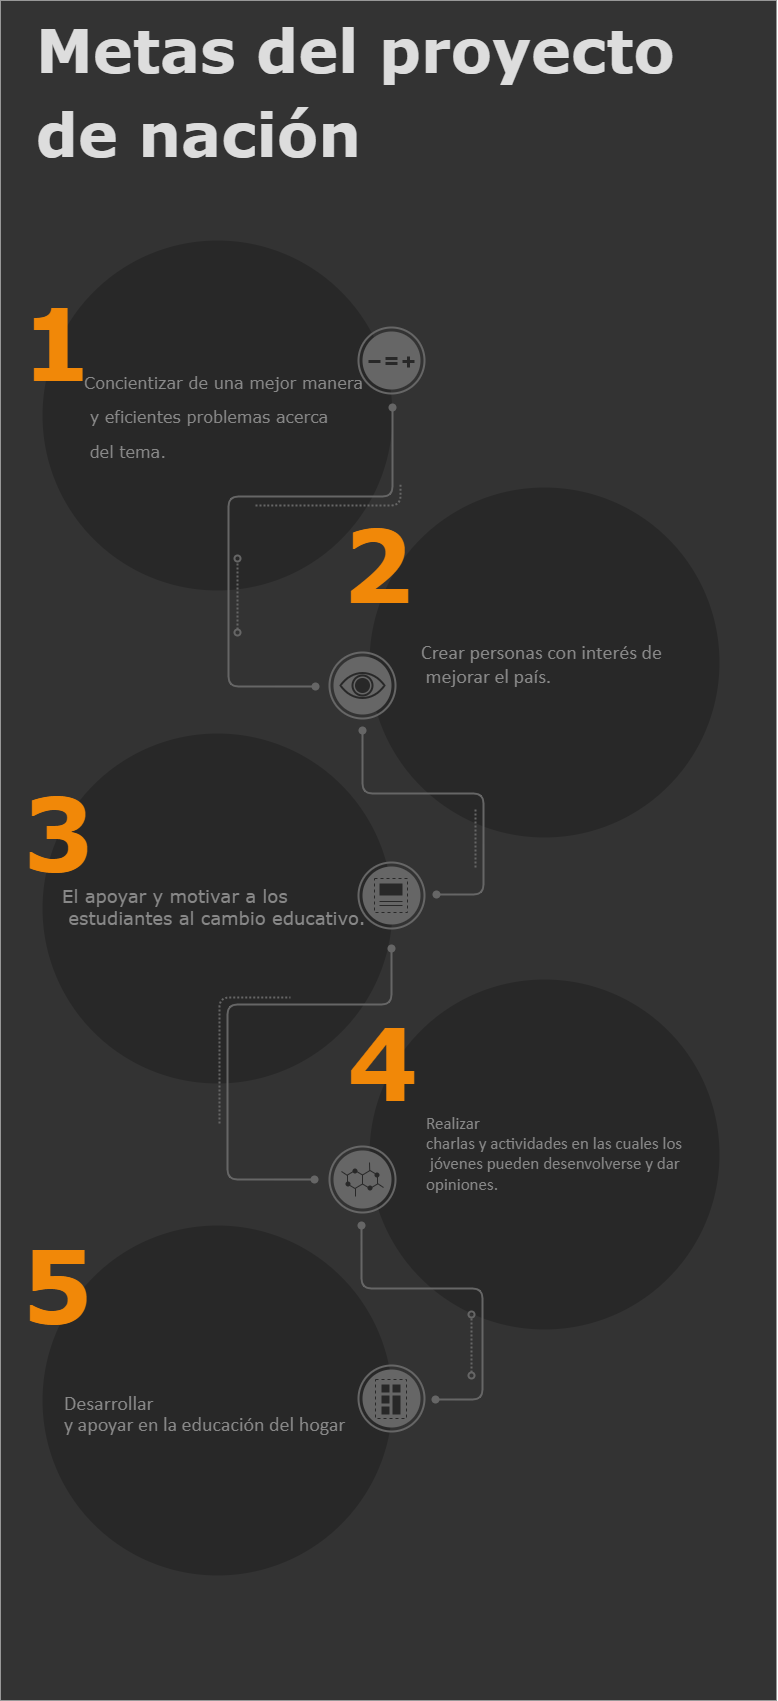 Metas del proyecto
de nación
1
Concientizar de una mejor manera
y eficientes problemas acerca
del tema.
2
Crear personas con interés de
mejorar el país.
3
El apoyar y motivar a los
estudiantes al cambio educativo.
4
Realizar
charlas y actividades en las cuales los
jóvenes pueden desenvolverse y dar
opiniones.
5
Desarrollar
y apoyar en la educación del hogar